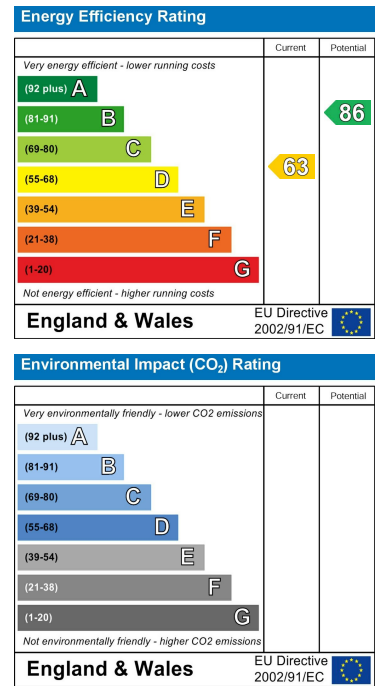 Energy Efficiency Rating
Current Potential
Very energy efficient - lower running costs
(92 plus) A
(81-91) B
(69-80) C
(55-68) D
(39-54) E
(21-38) F
(1-20) G
63
86
Not energy efficient - higher running costs
England & Wales
EU Directive
2002/91/EC
Environmental Impact (CO₂) Rating
Current Potential
Very environmentally friendly - lower CO2 emissions
(92 plus) A
(81-91) B
(69-80) C
(55-68) D
(39-54) E
(21-38) F
(1-20) G
Not environmentally friendly - higher CO2 emissions
England & Wales
EU Directive
2002/91/EC